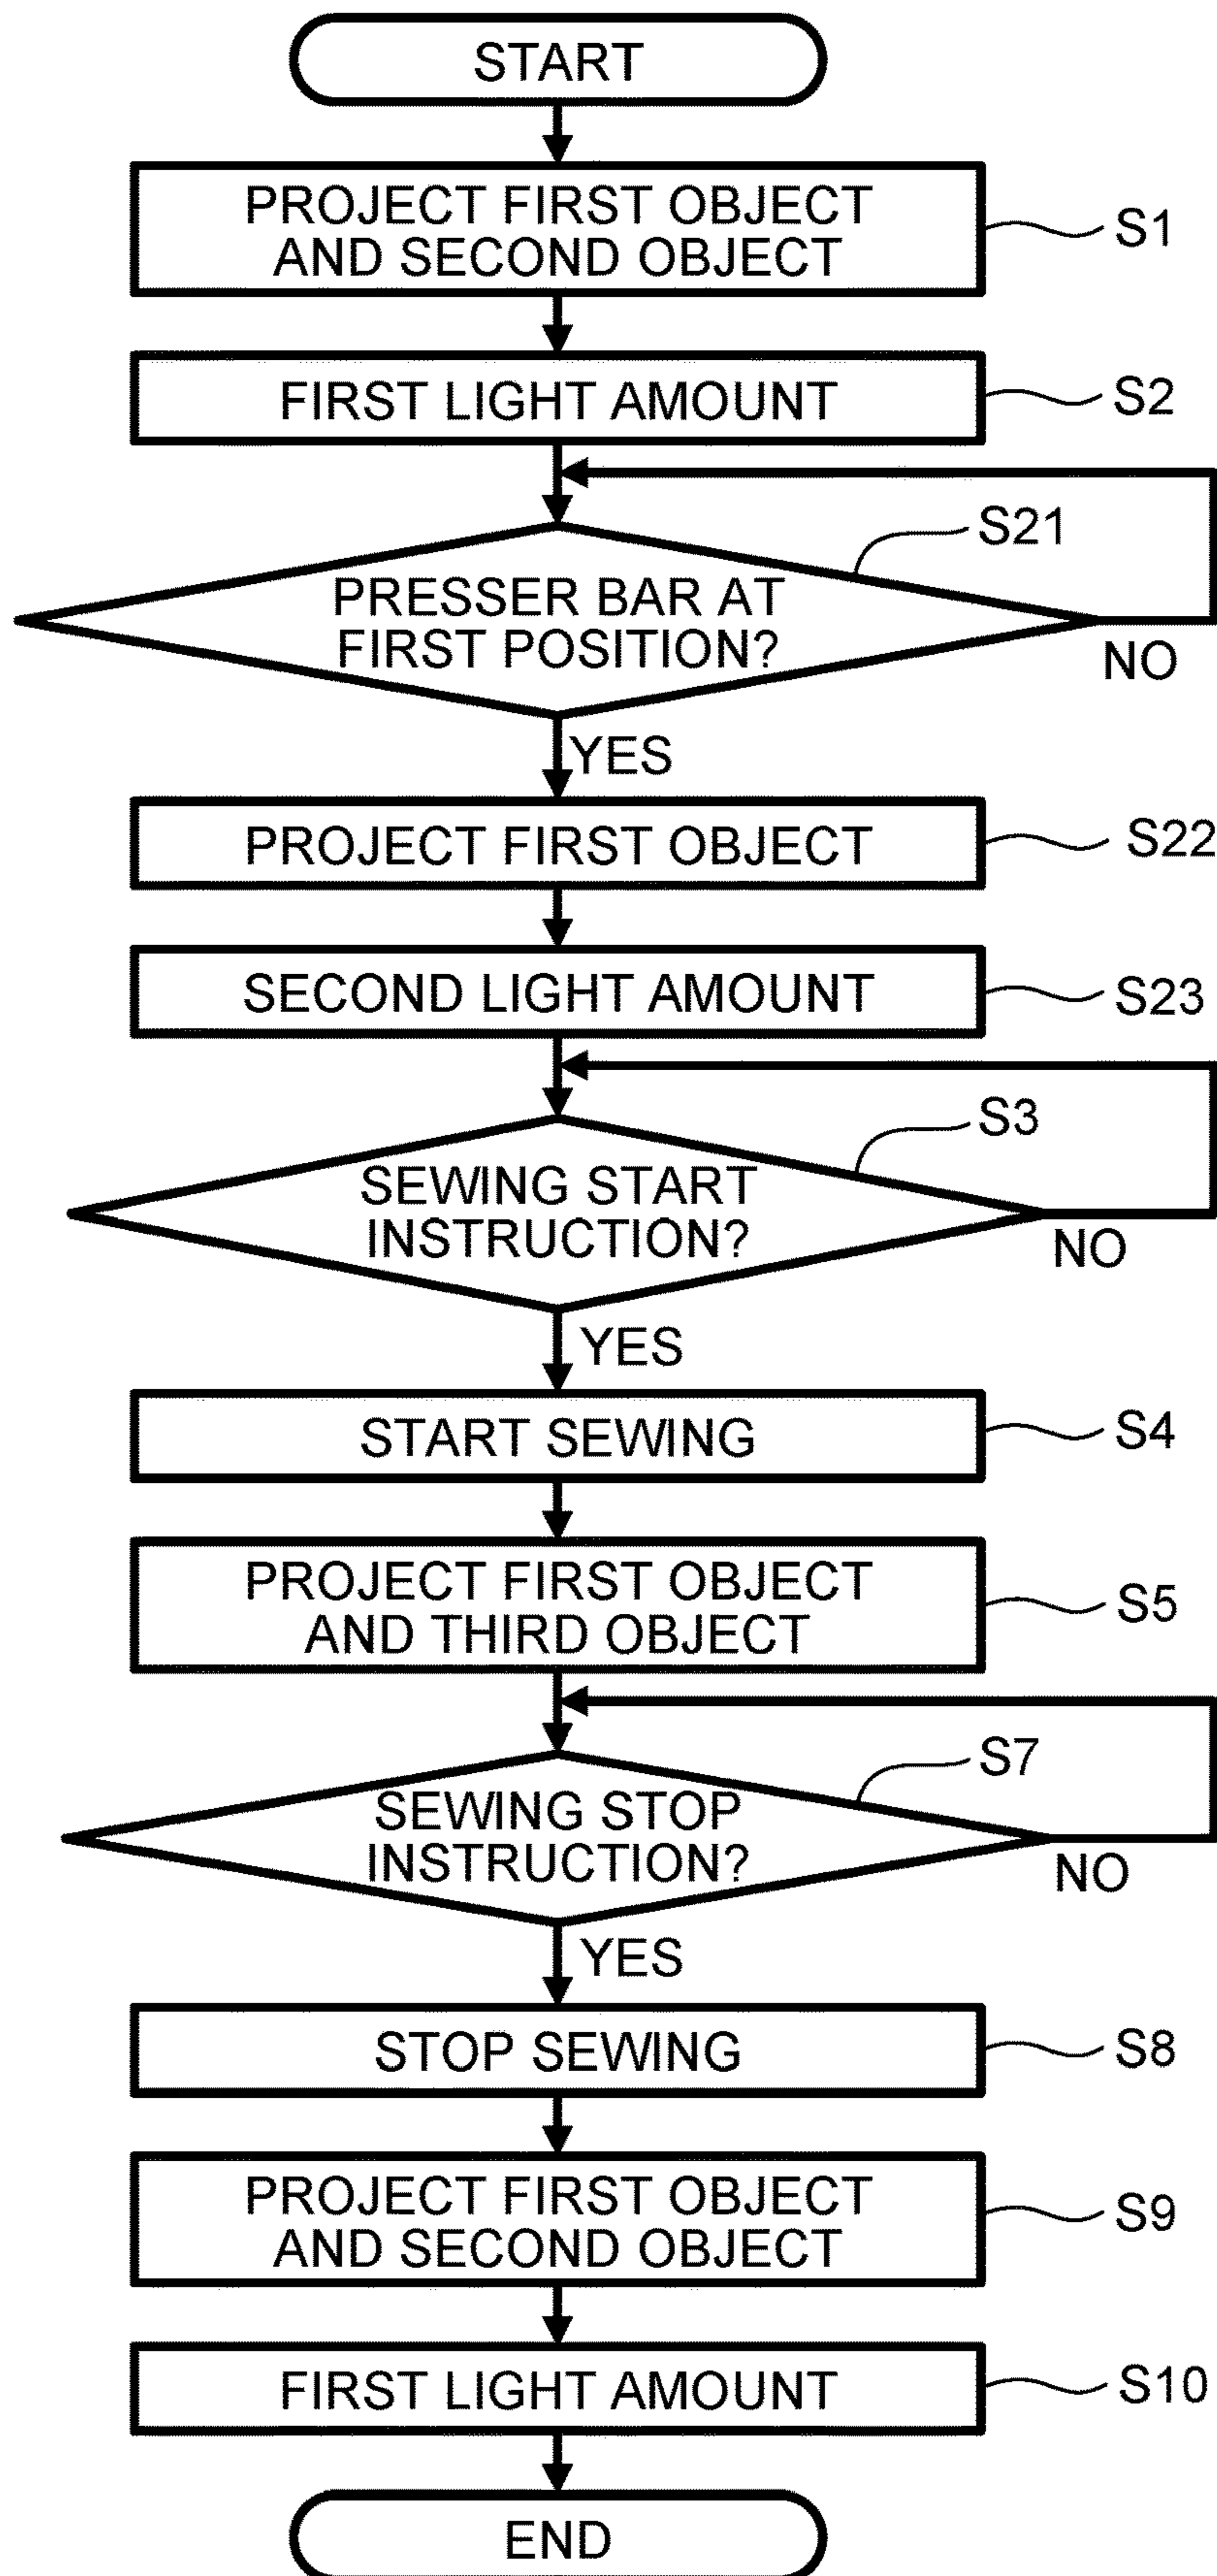 START
PROJECT FIRST OBJECT
AND SECOND OBJECT
S1
FIRST LIGHT AMOUNT
S2
S21
PRESSER BAR AT
FIRST POSITION?
NO
YES
PROJECT FIRST OBJECT
S22
SECOND LIGHT AMOUNT
S23
S3
SEWING START
INSTRUCTION?
NO
YES
START SEWING
S4
PROJECT FIRST OBJECT
AND THIRD OBJECT
S5
S7
SEWING STOP
INSTRUCTION?
NO
YES
STOP SEWING
S8
PROJECT FIRST OBJECT
AND SECOND OBJECT
S9
FIRST LIGHT AMOUNT
S10
END